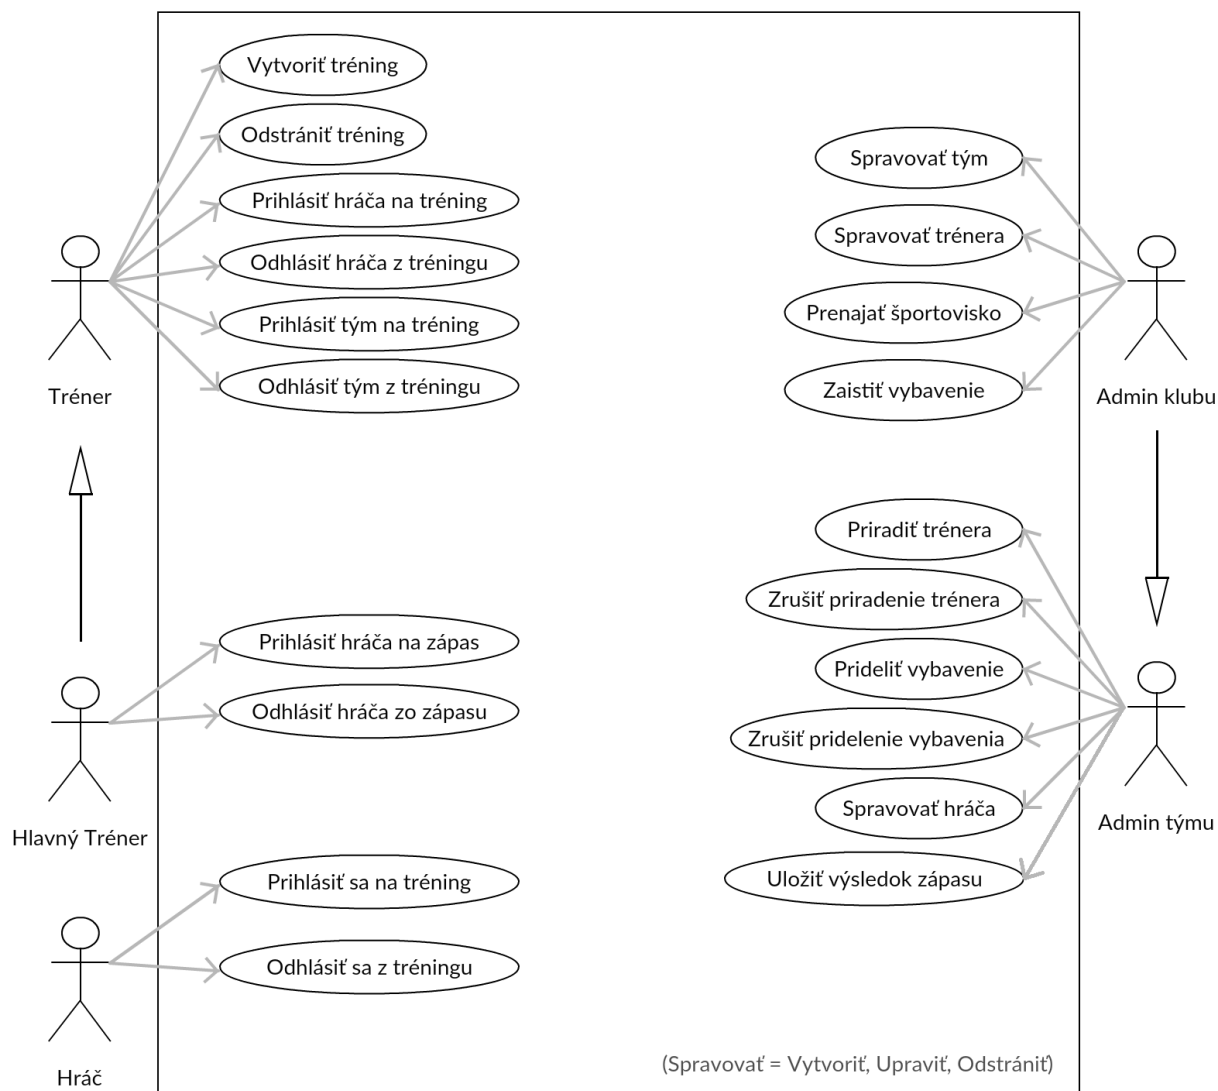 Vytvoriť tréning
Odstrániť tréning
Prihlásiť hráča na tréning
Odhlásiť hráča z tréningu
Prihlásiť tým na tréning
Odhlásiť tým z tréningu
Tréner
Prihlásiť hráča na zápas
Odhlásiť hráča zo zápasu
Hlavný Tréner
Prihlásiť sa na tréning
Odhlásiť sa z tréningu
Hráč
Spravovať tým
Spravovať trénera
Prenajať športovisko
Zaistiť vybavenie
Admin klubu
Priradiť trénera
Zrušiť priradenie trénera
Prideliť vybavenie
Zrušiť pridelenie vybavenia
Spravovať hráča
Uložiť výsledok zápasu
Admin týmu
(Spravovať = Vytvoriť, Upraviť, Odstrániť)